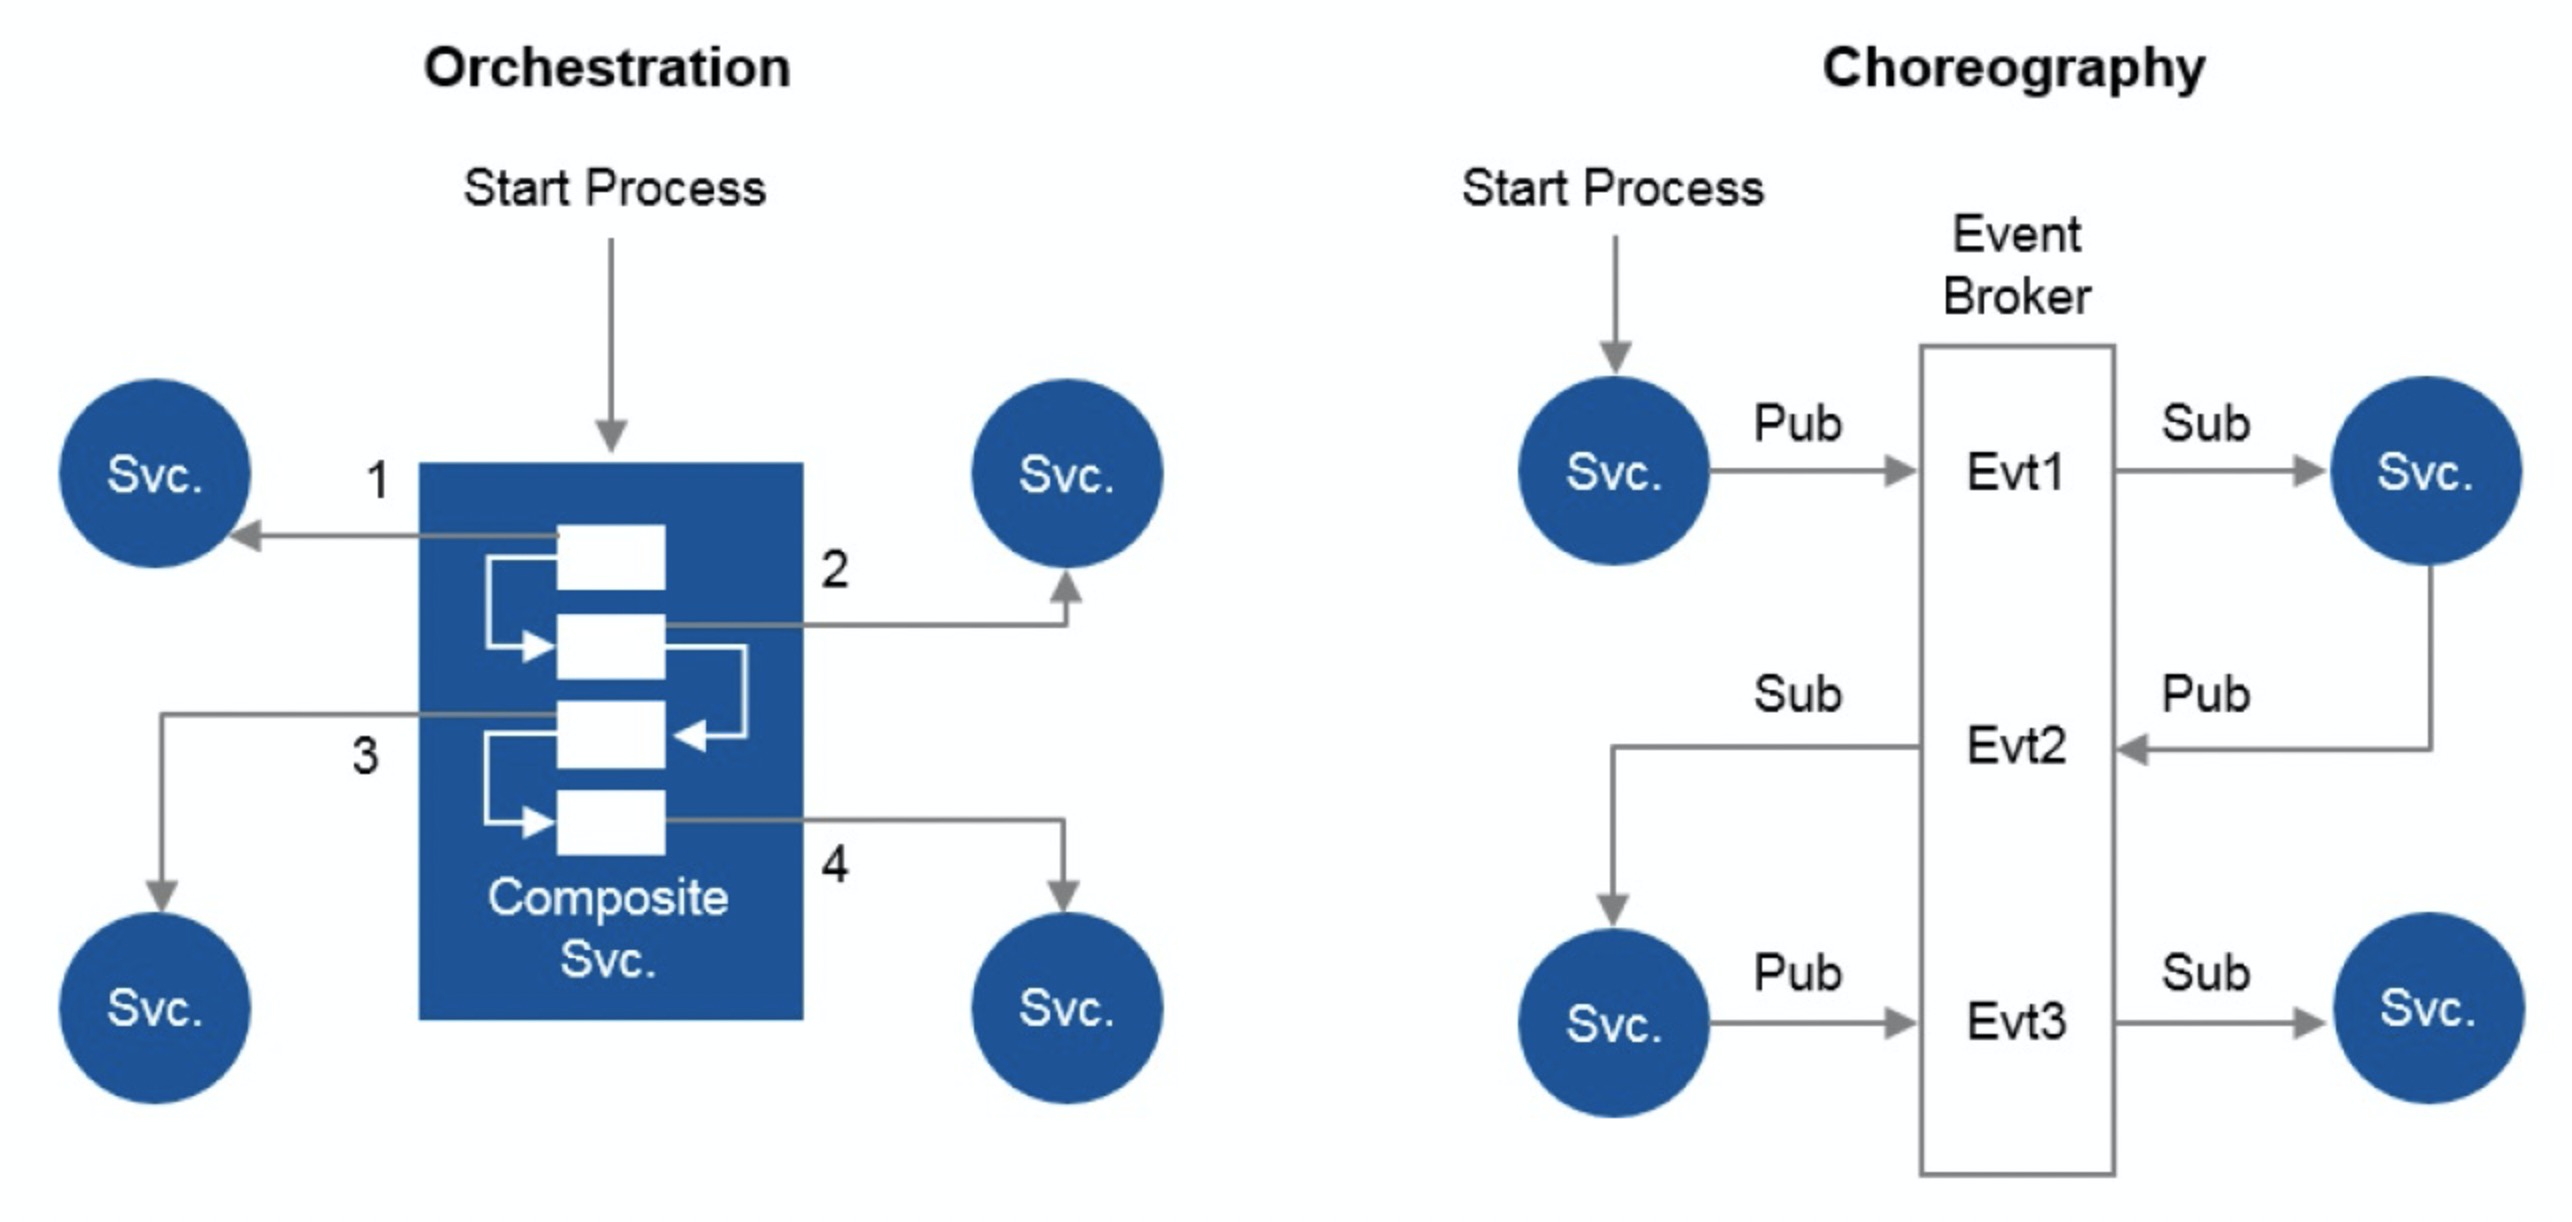 Orchestration
Start Process
Svc.
1
Svc.
2
3
4
Composite
Svc.
Svc.
Svc.
Choreography
Start Process
Event
Broker
Svc.
Pub
Evt1
Sub
Svc.
Sub
Evt2
Pub
Svc.
Pub
Evt3
Sub
Svc.